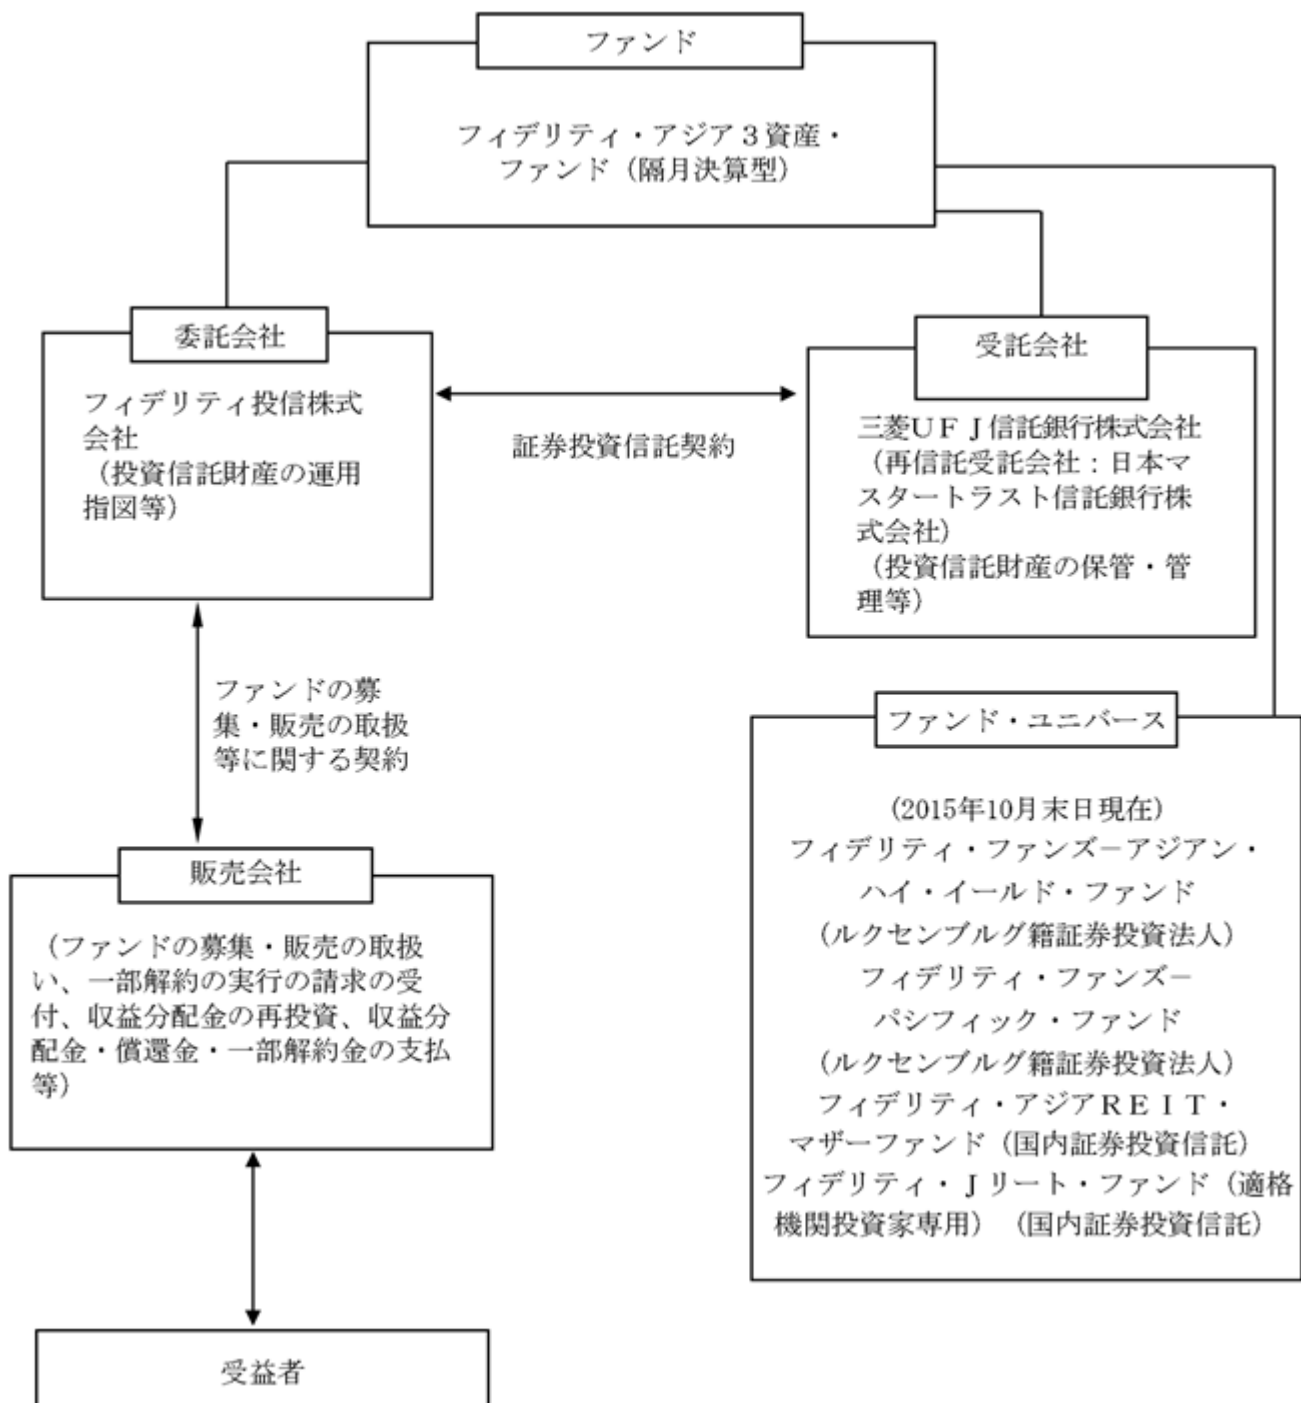 ファンド
フィデリティ・アジア３資産・
ファンド（隔月決算型）
委託会社
フィデリティ投信株式
会社
（投資信託財産の運用
指図等）
証券投資信託契約
受託会社
三菱ＵＦＪ信託銀行株式会社
（再信託受託会社：日本マ
スタートラスト信託銀行株
式会社）
（投資信託財産の保管・管
理等）
ファンドの募
集・販売の取扱
等に関する契約
販売会社
（ファンドの募集・販売の取扱
い、一部解約の実行の請求の受
付、収益分配金の再投資、収益分
配金・償還金・一部解約金の支払
等）
受益者
ファンド・ユニバース
（2015年10月末日現在）
フィデリティ・ファンズ－アジアン・
ハイ・イールド・ファンド
（ルクセンブルグ籍証券投資法人）
フィデリティ・ファンズ－
パシフィック・ファンド
（ルクセンブルグ籍証券投資法人）
フィデリティ・アジアＲＥＩＴ・
マザーファンド（国内証券投資信託）
フィデリティ・Ｊリート・ファンド（適格
機関投資家専用）（国内証券投資信託）